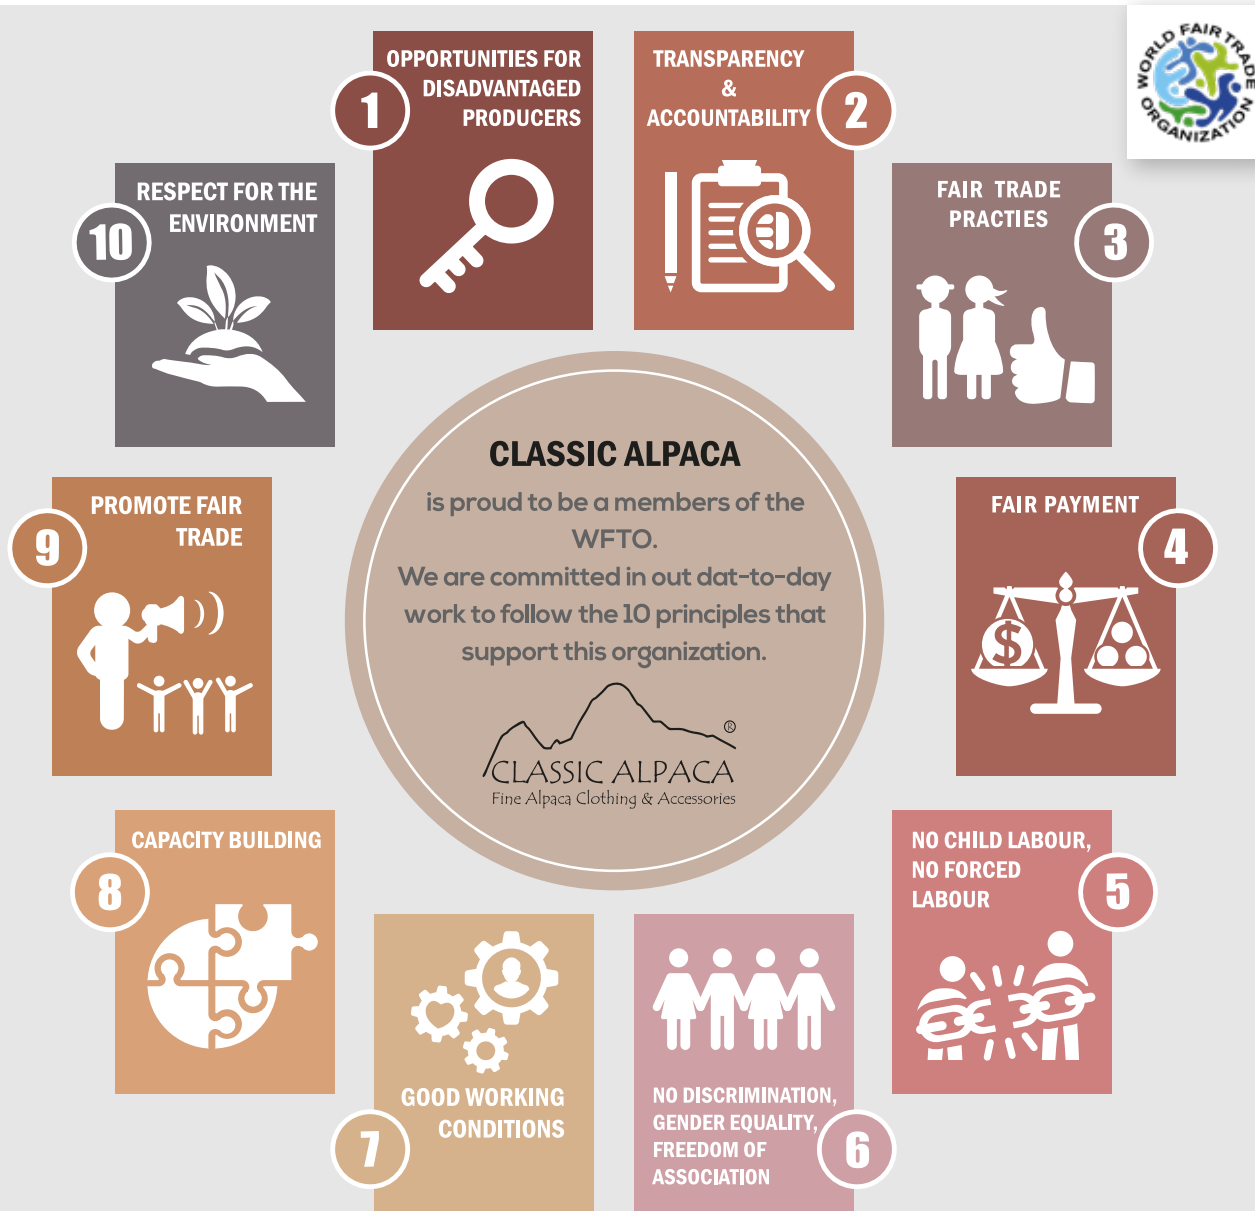 WORLD FAIR TRADE ORGANIZATION
1
OPPORTUNITIES FOR
DISADVANTAGED
PRODUCERS
2
TRANSPARENCY
&
ACCOUNTABILITY
3
FAIR TRADE
PRACTIES
4
FAIR PAYMENT
$
5
NO CHILD LABOUR,
NO FORCED
LABOUR
6
NO DISCRIMINATION,
GENDER EQUALITY,
FREEDOM OF
ASSOCIATION
7
GOOD WORKING
CONDITIONS
8
CAPACITY BUILDING
9
PROMOTE FAIR
TRADE
10
RESPECT FOR THE
ENVIRONMENT
CLASSIC ALPACA
is proud to be a members of the
WFTO.
We are committed in out dat-to-day
work to follow the 10 principles that
support this organization.
®
CLASSIC ALPACA
Fine Alpaca Clothing & Accessories